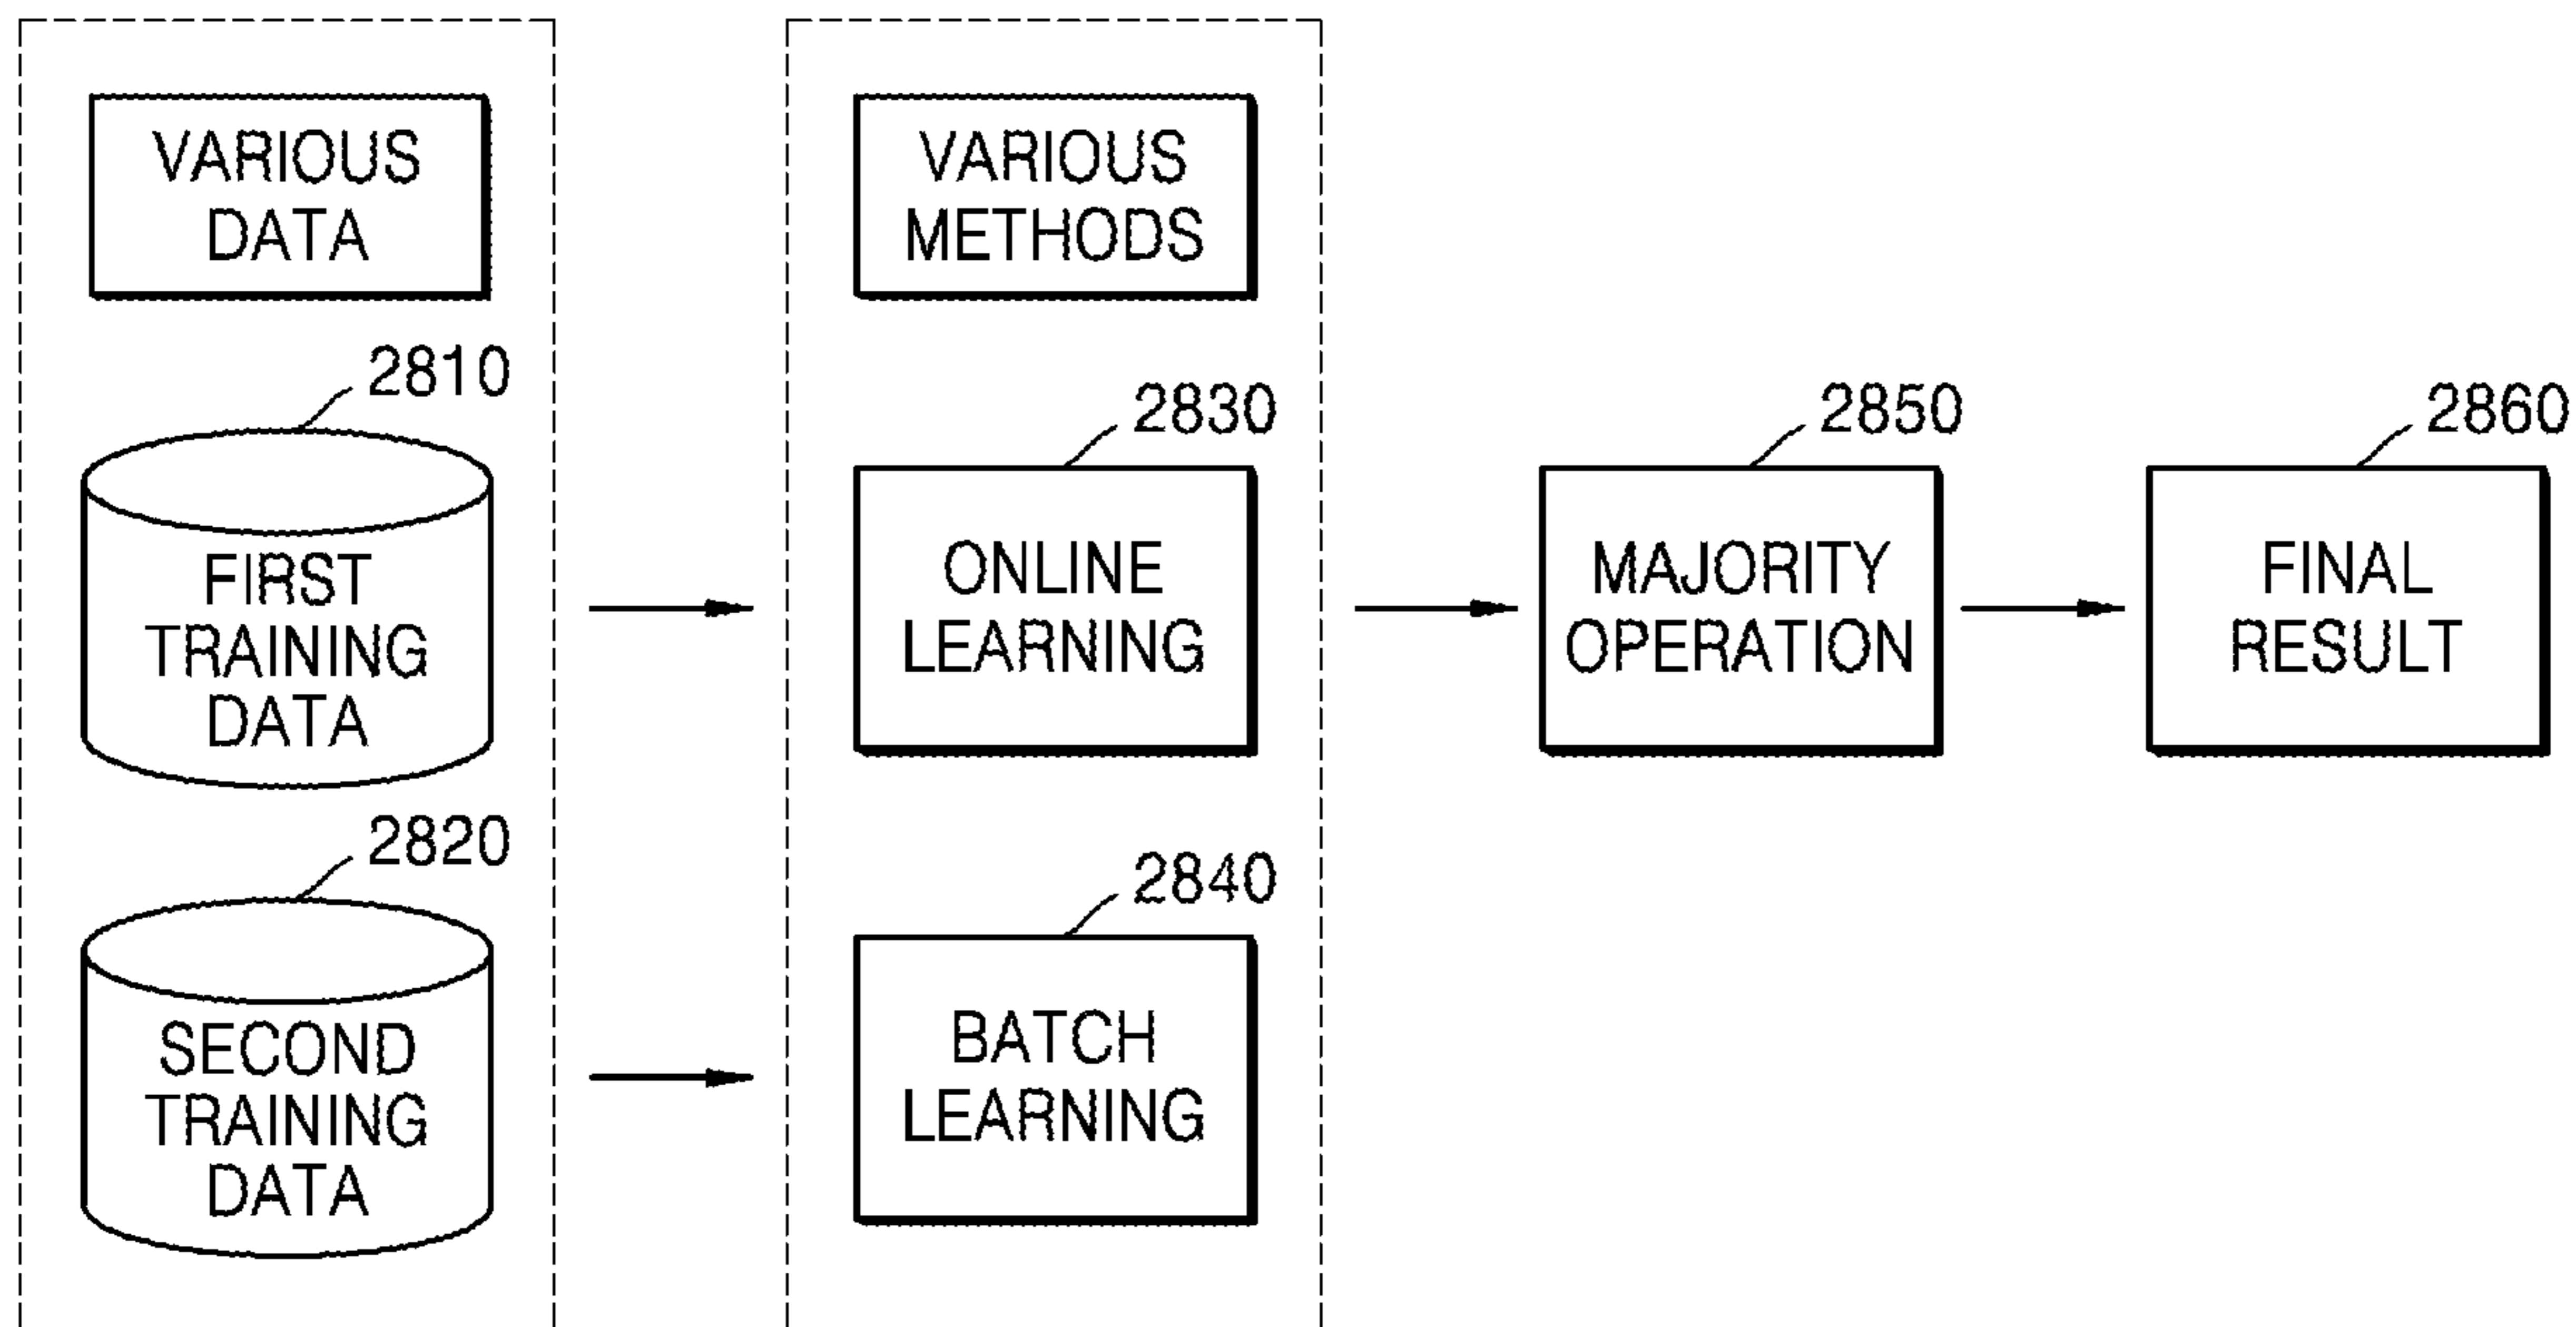 VARIOUS
DATA
VARIOUS
METHODS
2810
FIRST
TRAINING
DATA
2830
ONLINE
LEARNING
2850
MAJORITY
OPERATION
2860
FINAL
RESULT
2820
SECOND
TRAINING
DATA
2840
BATCH
LEARNING